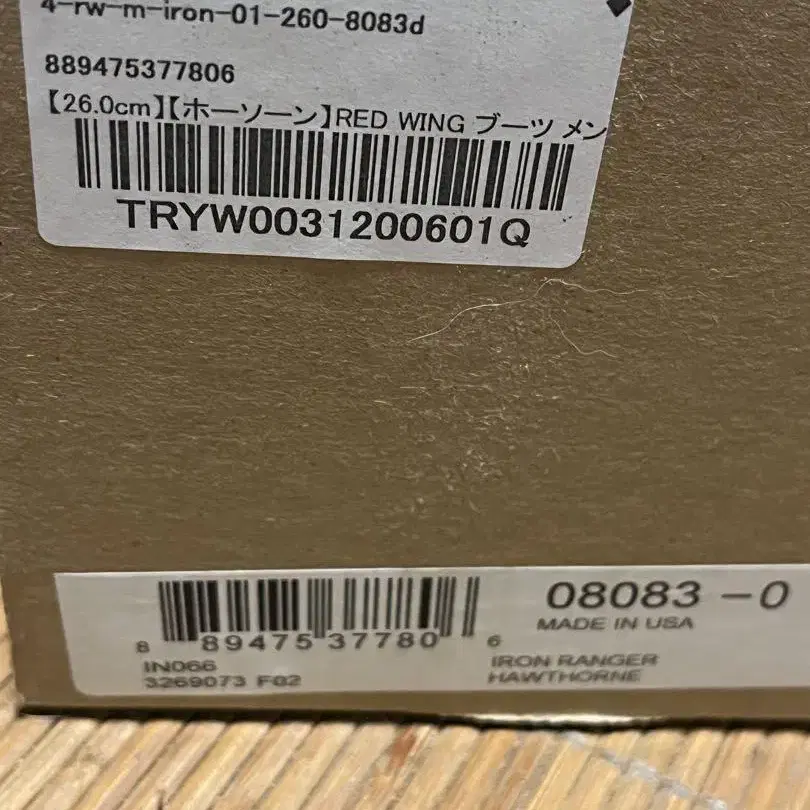 4-rw-m-iron-01-260-8083d
889475377806
【26.0cm】【ホーソーン】RED WING ブーツ メン
TRYW0031200601Q
08083 -0
MADE IN USA
8 89475 37780 6
IN066
3269073 F02
IRON RANGER
HAWTHORNE